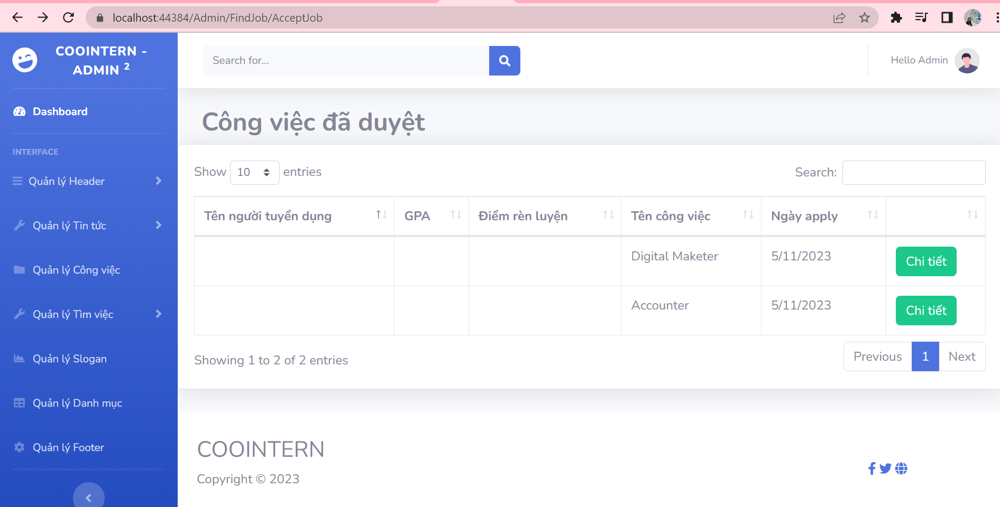 localhost:44384/Admin/FindJob/AcceptJob
COOINTERN -
ADMIN 2
Dashboard
INTERFACE
Quản lý Header
Quản lý Tin tức
Quản lý Công việc
Quản lý Tìm việc
Quản lý Slogan
Quản lý Danh mục
Quản lý Footer
Search for...
Hello Admin
Công việc đã duyệt
Show 10 entries
Search:
Tên người tuyển dụng GPA Điểm rèn luyện Tên công việc Ngày apply
Digital Maketer 5/11/2023 Chi tiết
Accounter 5/11/2023 Chi tiết
Showing 1 to 2 of 2 entries
Previous 1 Next
COOINTERN
Copyright © 2023